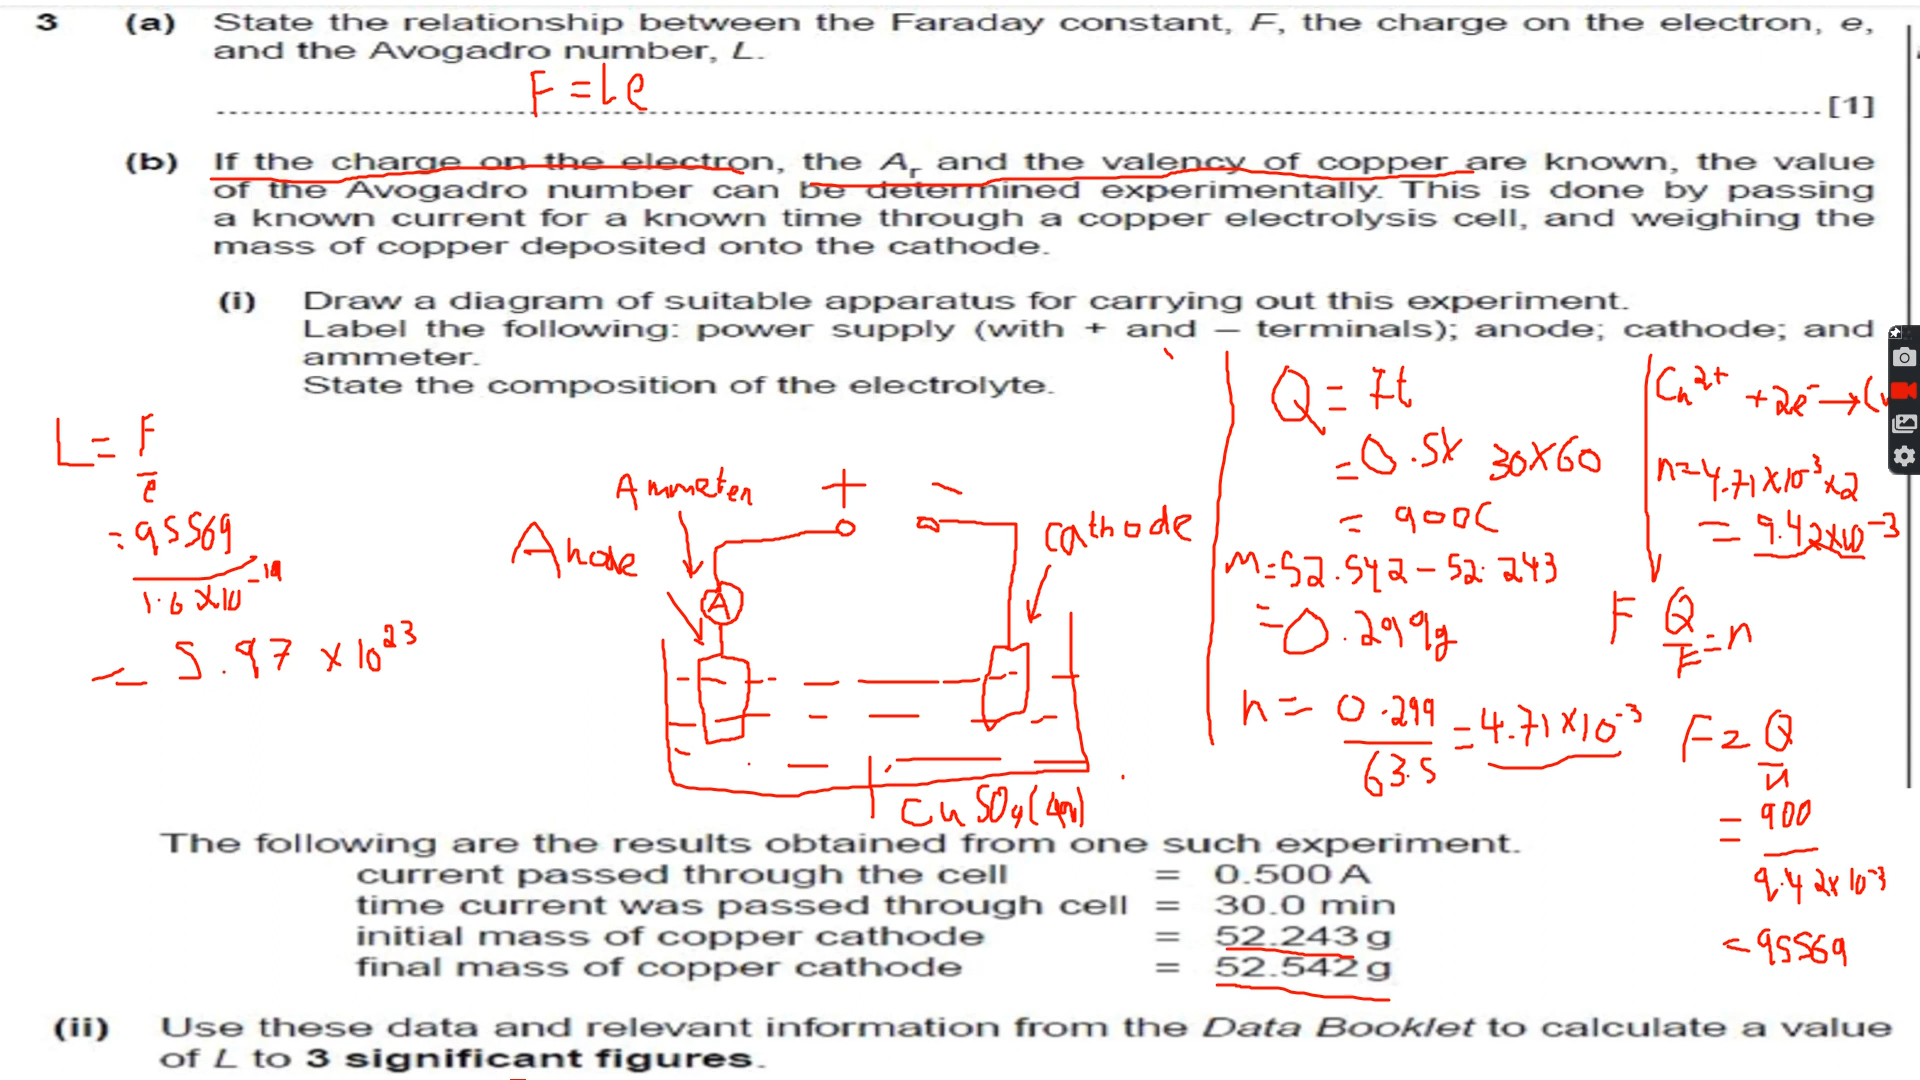 3 (a) State the relationship between the Faraday constant, F, the charge on the electron, e,
and the Avogadro number, L.
F = Le
[1]
(b) If the charge on the electron, the Ar and the valency of copper are known, the value
of the Avogadro number can be determined experimentally. This is done by passing
a known current for a known time through a copper electrolysis cell, and weighing the
mass of copper deposited onto the cathode.
(i) Draw a diagram of suitable apparatus for carrying out this experiment.
Label the following: power supply (with + and – terminals); anode; cathode; and
ammeter.
State the composition of the electrolyte.
L = F/e
= 95569 / 1.6 × 10^-19
= 5.97 × 10^23
Ammeter
+ −
Anode
Cathode
A
CuSO4(aq)
Q = It
= 0.5 × 30 × 60
= 900C
m = 52.542 − 52.243
= 0.299g
n = 0.299 / 63.5 = 4.71 × 10^-3
Cu^2+ + 2e^- →
n = 4.71 × 10^-3 × 2
= 9.42 × 10^-3
F Q/F = n
F = Q/n
= 900 / 9.42 × 10^-3
= 95569
The following are the results obtained from one such experiment.
current passed through the cell = 0.500 A
time current was passed through cell = 30.0 min
initial mass of copper cathode = 52.243 g
final mass of copper cathode = 52.542 g
(ii) Use these data and relevant information from the Data Booklet to calculate a value
of L to 3 significant figures.